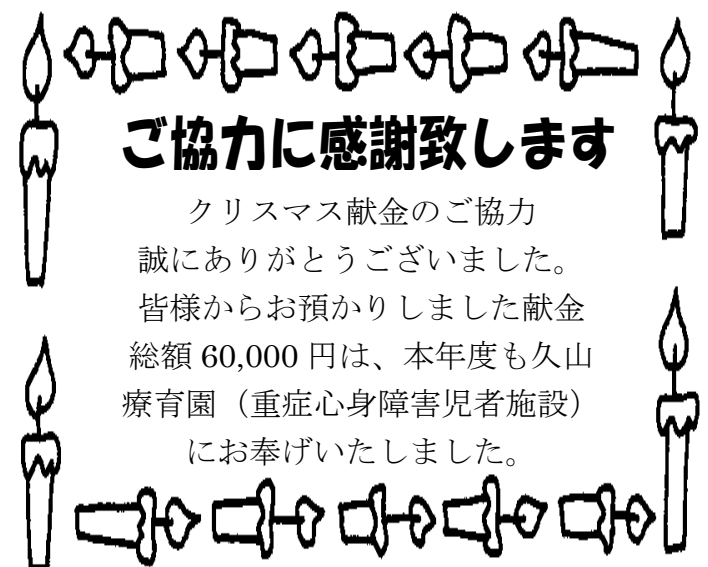 ご協力に感謝致します
クリスマス献金のご協力
誠にありがとうございました。
皆様からお預かりしました献金
総額 60,000 円は、本年度も久山
療育園（重症心身障害児者施設）
にお奉げいたしました。